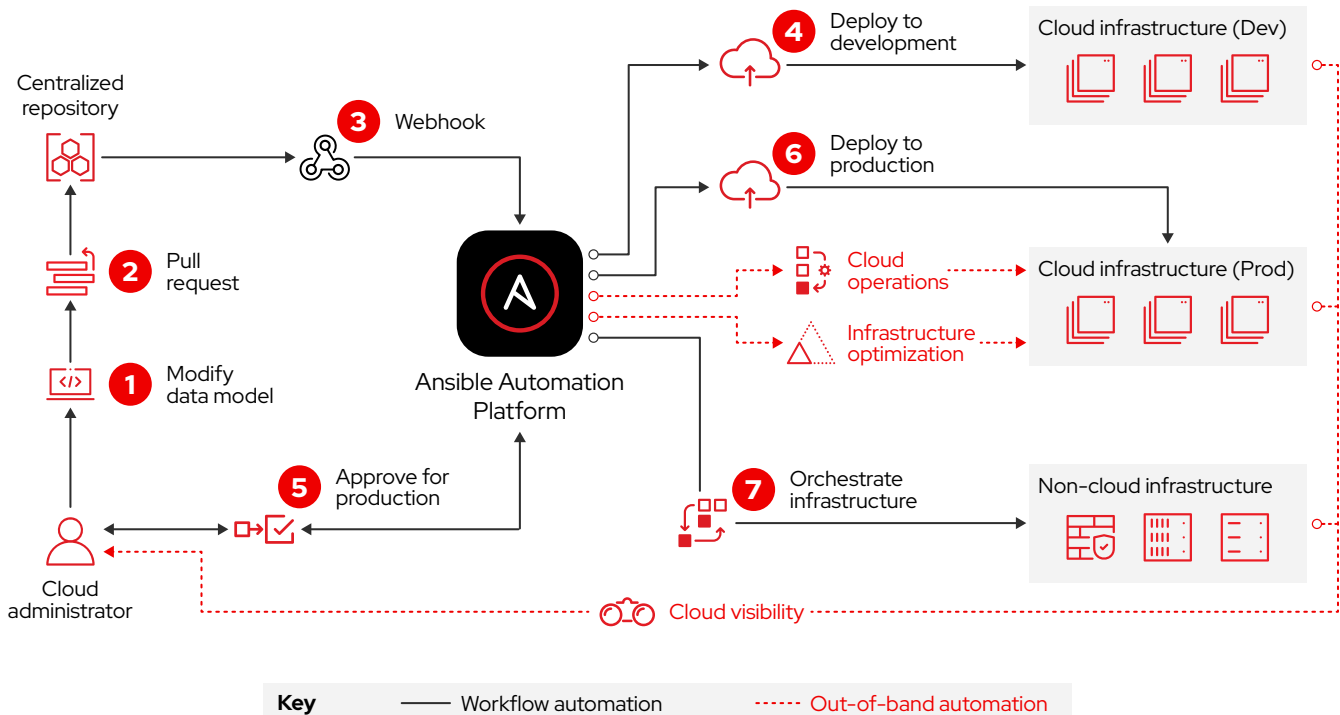 Centralized
repository
3
Webhook
2
Pull
request
1
Modify
data model
5
Approve for
production
Cloud
administrator
Ansible Automation
Platform
4
Deploy to
development
6
Deploy to
production
Cloud
operations
Infrastructure
optimization
7
Orchestrate
infrastructure
Cloud infrastructure (Dev)
Cloud infrastructure (Prod)
Non-cloud infrastructure
Cloud visibility
Key
Workflow automation
Out-of-band automation